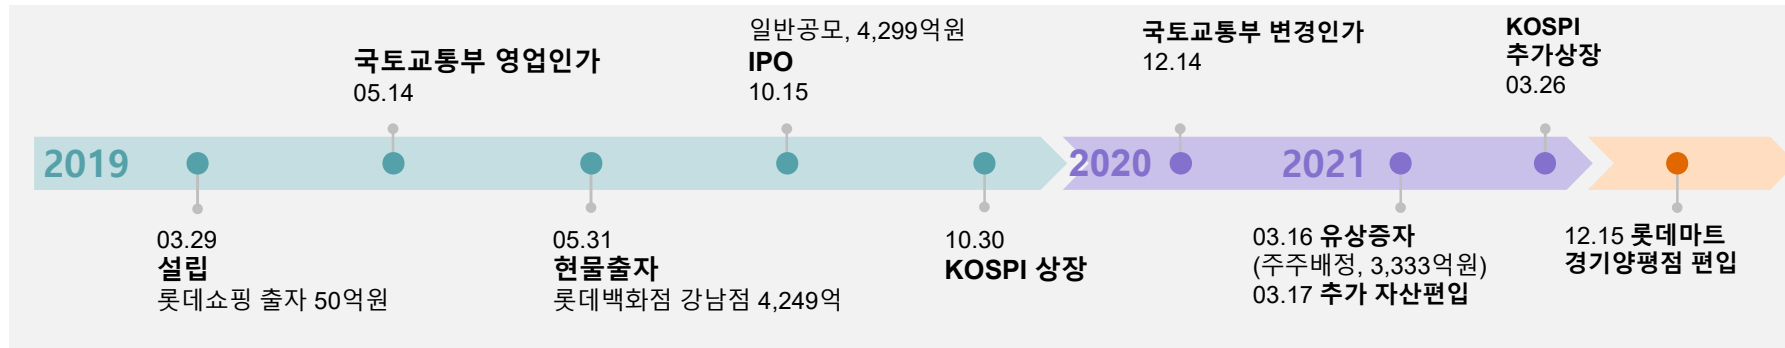 2019
03.29
설립
롯데쇼핑 출자 50억원
국토교통부 영업인가
05.14
05.31
현물출자
롯데백화점 강남점 4,249억
일반공모, 4,299억원
IPO
10.15
10.30
KOSPI 상장
2020
국토교통부 변경인가
12.14
2021
03.16 유상증자
(주주배정, 3,333억원)
03.17 추가 자산편입
KOSPI
추가상장
03.26
12.15 롯데마트
경기양평점 편입